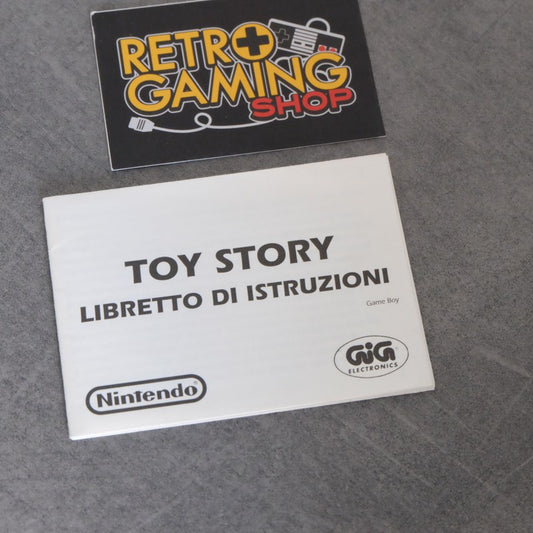 RETRO
GAMING
SHOP
TOY STORY
LIBRETTO DI ISTRUZIONI
Game Boy
GiG
ELECTRONICS
Nintendo